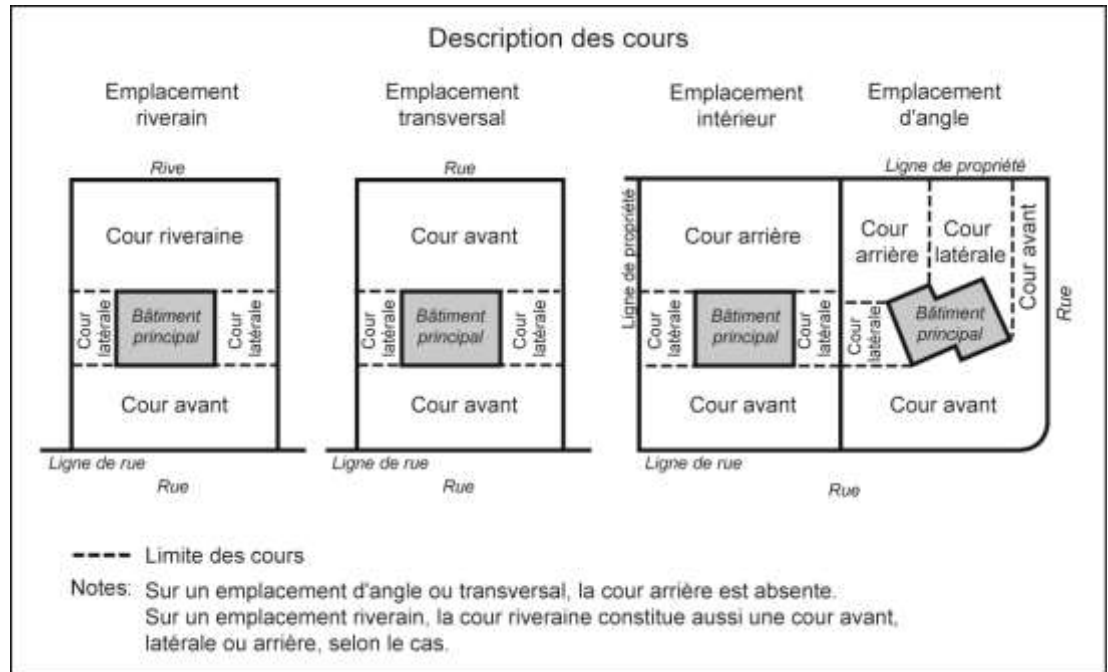 Description des cours
Emplacement
riverain
Emplacement
transversal
Emplacement
intérieur
Emplacement
d'angle
Rive
Rue
Ligne de propriété
Ligne de propriété
Cour riveraine
Cour avant
Cour arrière
Cour
arrière
Cour
latérale
Cour avant
Rue
Cour
latérale
Bâtiment
principal
Cour
latérale
Cour
latérale
Bâtiment
principal
Cour
latérale
Cour
latérale
Bâtiment
principal
Cour
latérale
Cour
latérale
Bâtiment
principal
Cour avant
Cour avant
Cour avant
Cour avant
Ligne de rue
Rue
Ligne de rue
Rue
Ligne de rue
Rue
Limite des cours
Notes: Sur un emplacement d'angle ou transversal, la cour arrière est absente.
Sur un emplacement riverain, la cour riveraine constitue aussi une cour avant,
latérale ou arrière, selon le cas.